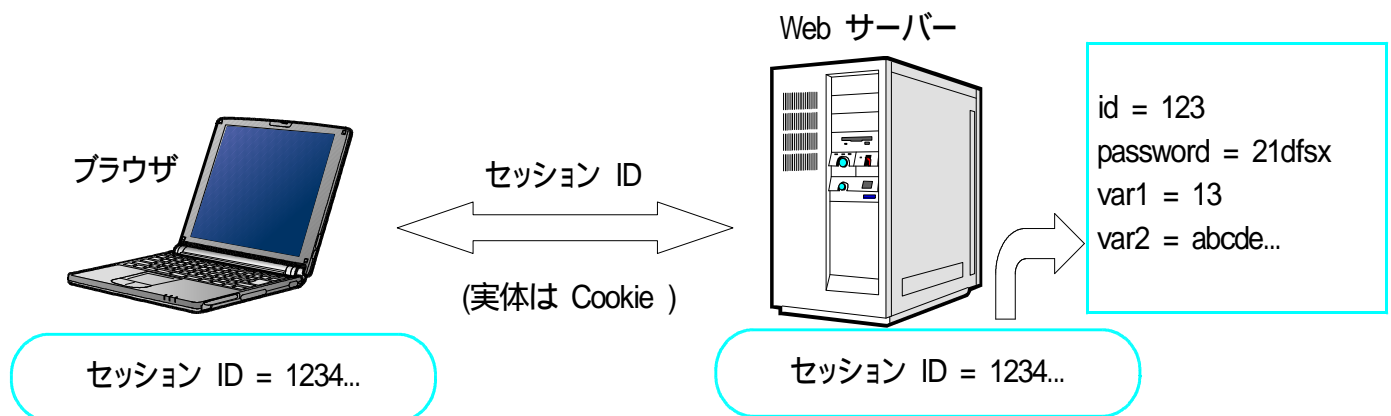 Web サーバー
ブラウザ
セッション ID
(実体は Cookie )
id = 123
password = 21dfsx
var1 = 13
var2 = abcde...
セッション ID = 1234...
セッション ID = 1234...